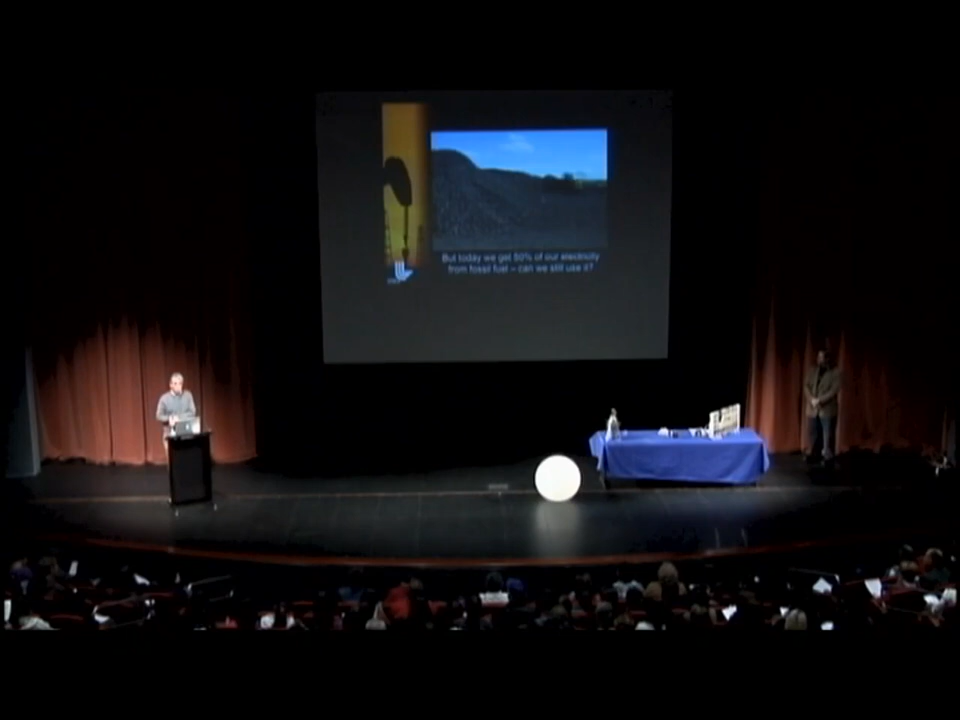 But today we get 50% of our electricity
from fossil fuel – can we still use it?